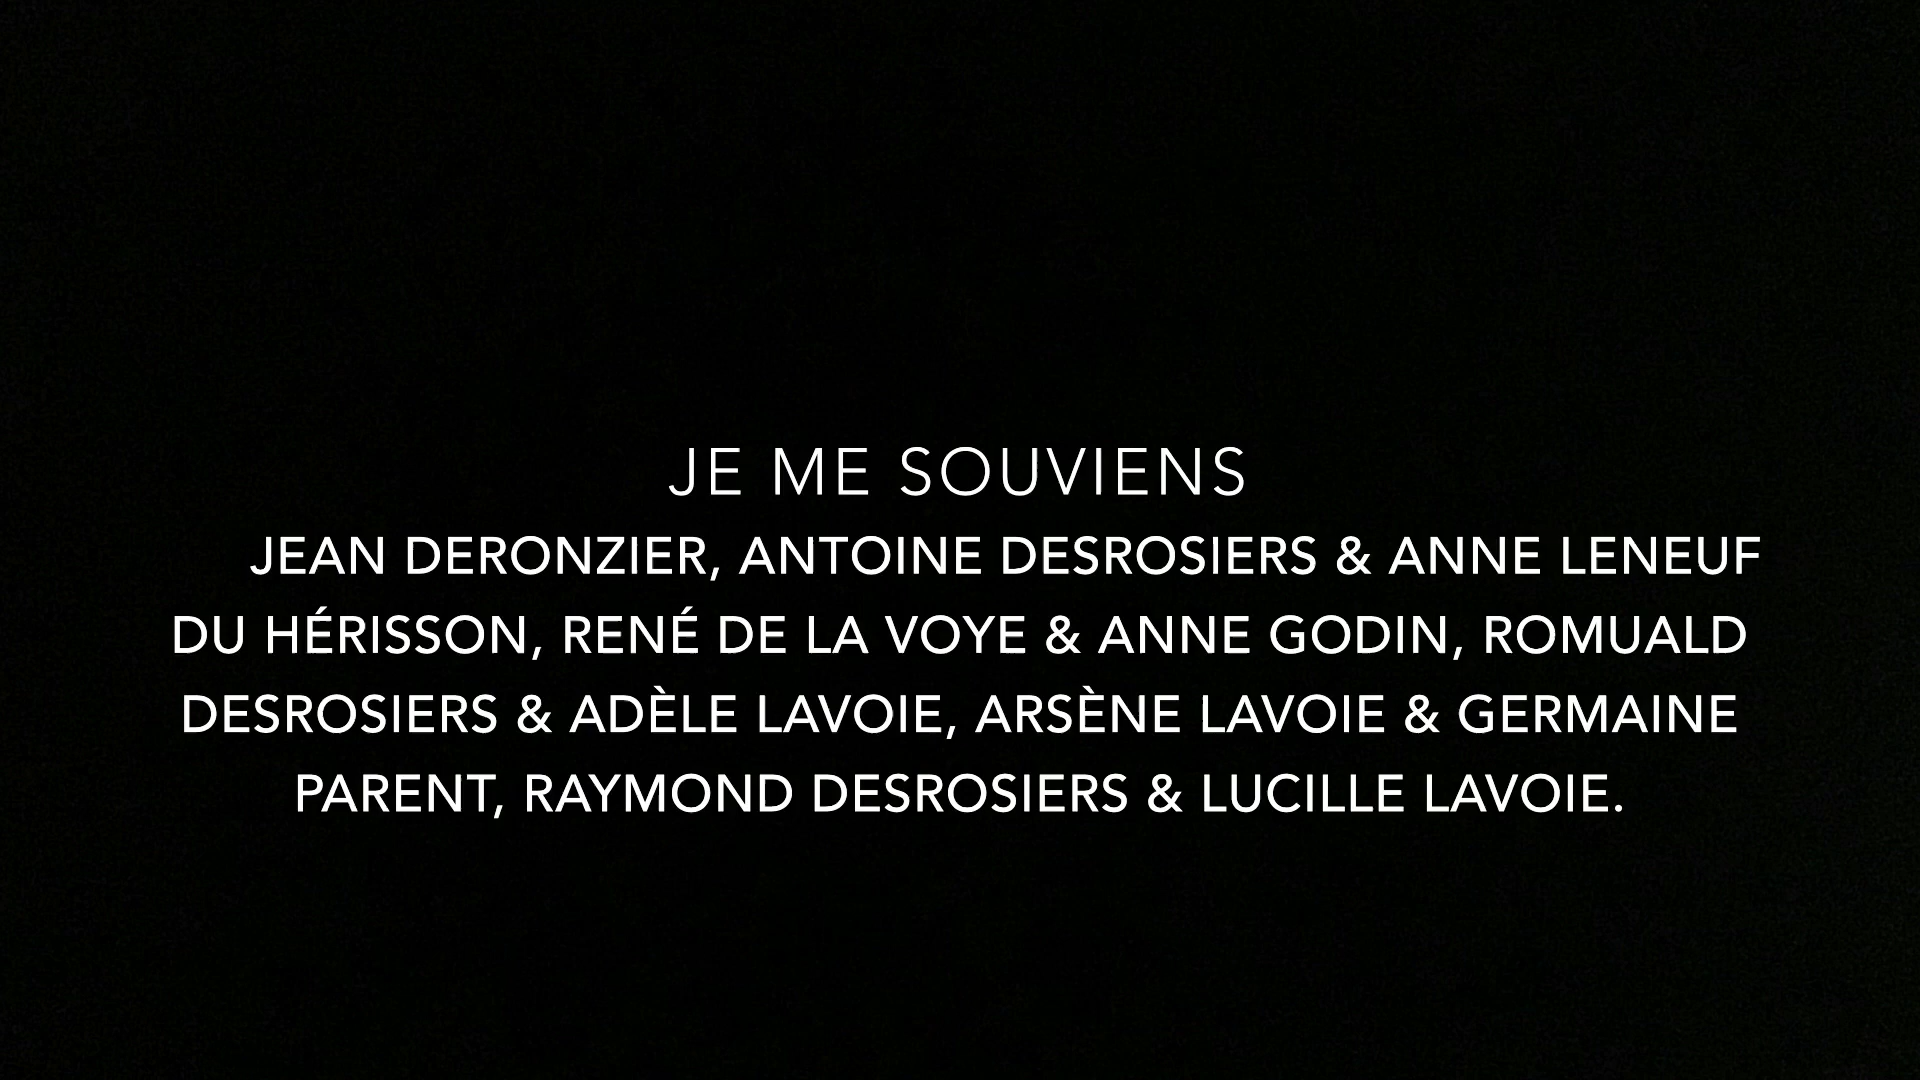 JE ME SOUVIENS
JEAN DERONZIER, ANTOINE DESROSIERS & ANNE LENEUF
DU HÉRISSON, RENÉ DE LA VOYE & ANNE GODIN, ROMUALD
DESROSIERS & ADÈLE LAVOIE, ARSÈNE LAVOIE & GERMAINE
PARENT, RAYMOND DESROSIERS & LUCILLE LAVOIE.